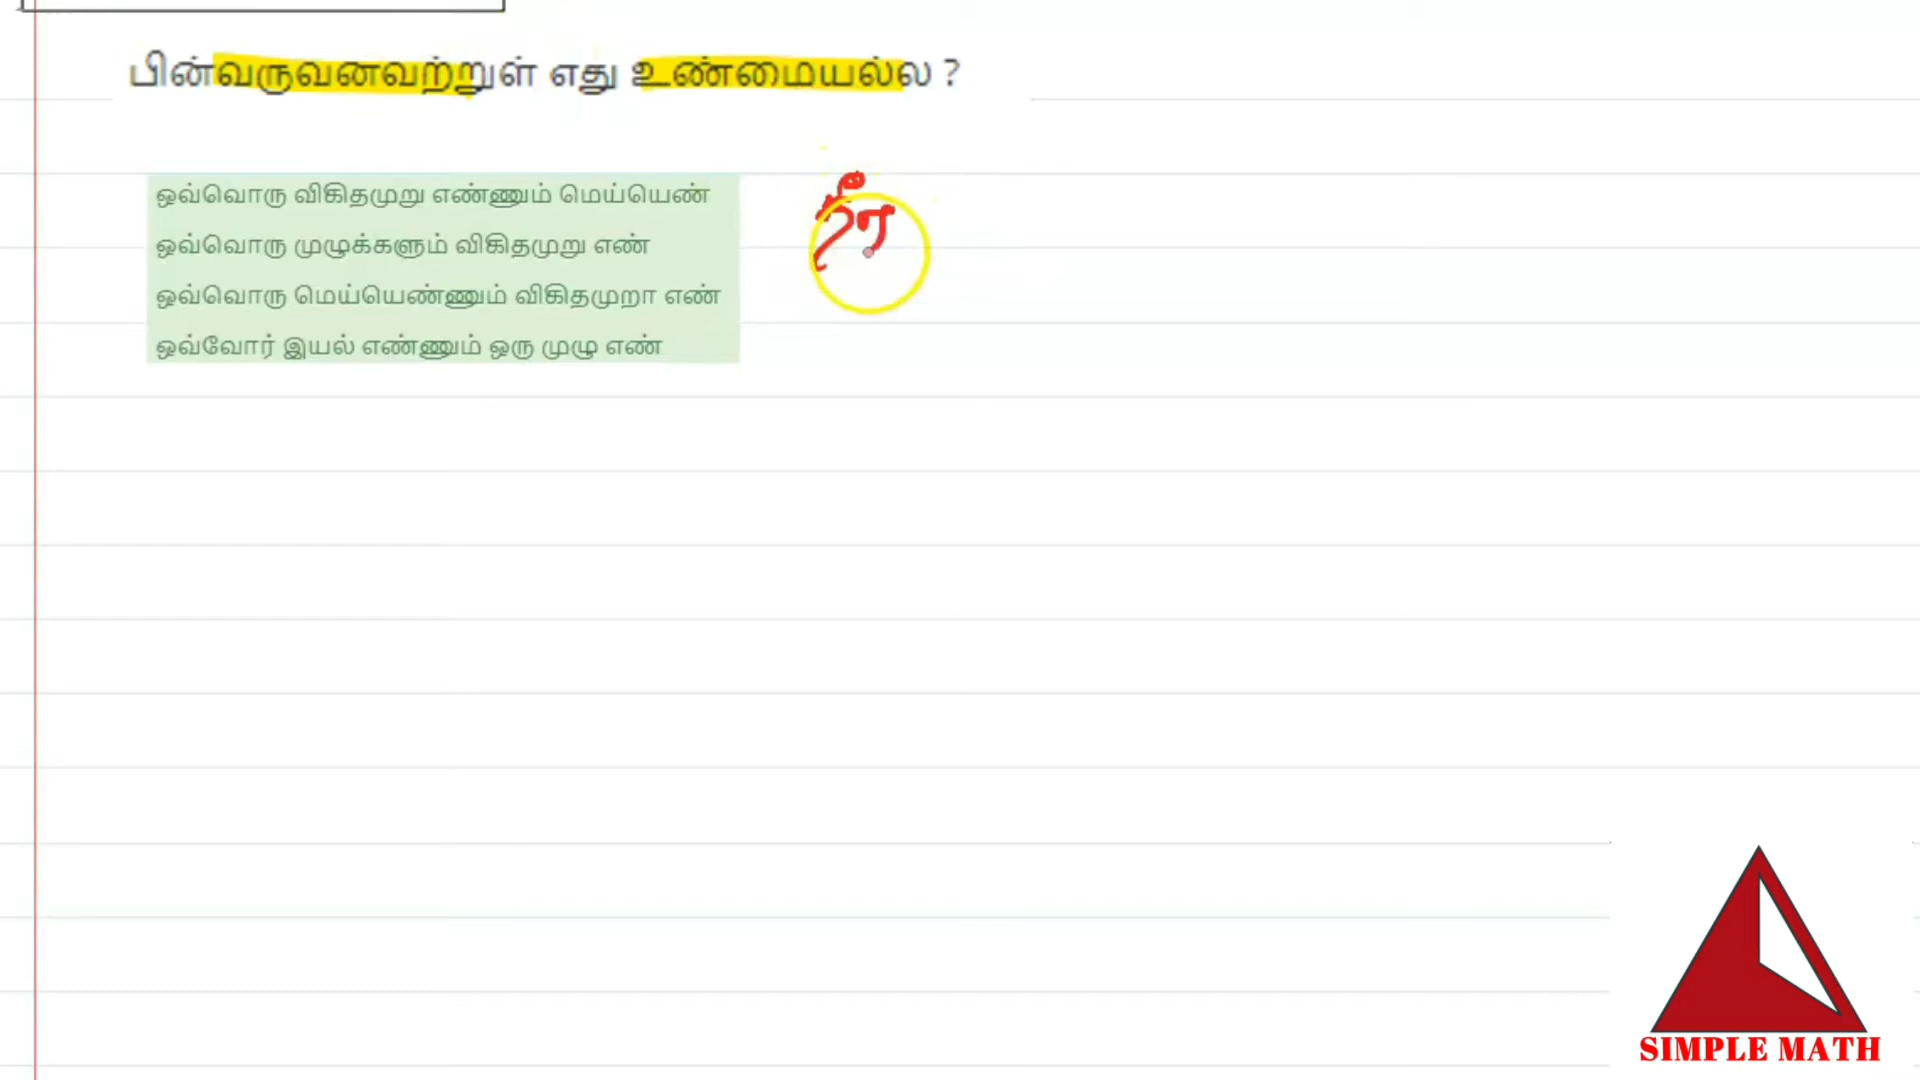 பின்வருவனவற்றுள் எது உண்மையல்ல ?
ஒவ்வொரு விகிதமுறு எண்ணும் மெய்யெண்
ஒவ்வொரு முழுக்களும் விகிதமுறு எண்
ஒவ்வொரு மெய்யெண்ணும் விகிதமுறா எண்
ஒவ்வோர் இயல் எண்ணும் ஒரு முழு எண்
SIMPLE MATH